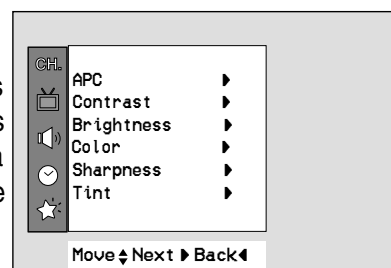 CH.
APC
Contrast
Brightness
Color
Sharpness
Tint
Move Next Back
s
s
e